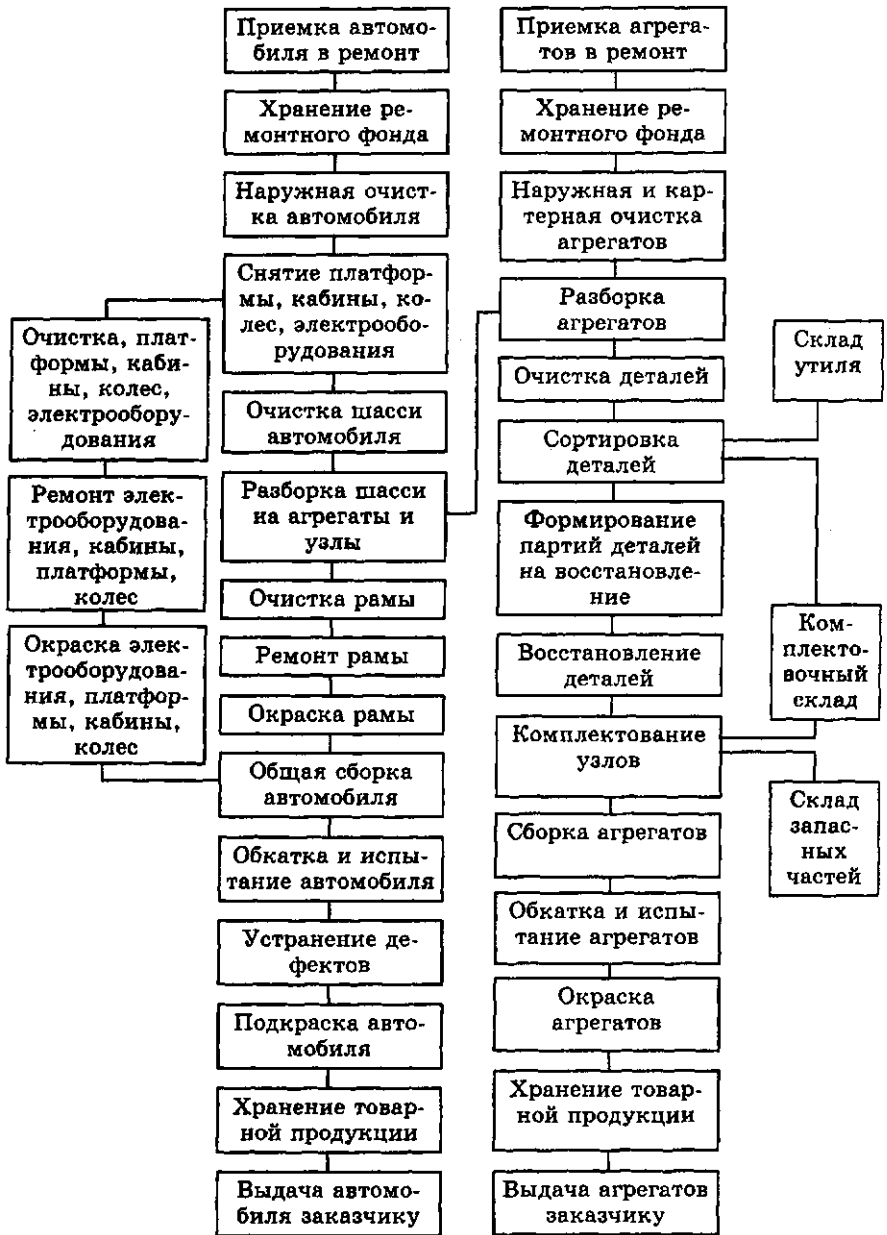 Приемка автомо-
биля в ремонт
Хранение ре-
монтного фонда
Наружная очист-
ка автомобиля
Снятие платфор-
мы, кабины, ко-
лес, электрообо-
рудования
Очистка, плат-
формы, каби-
ны, колес,
электрообору-
дования
Ремонт элек-
трооборудова-
ния, кабины,
платформы,
колес
Окраска элек-
трооборудова-
ния, платфор-
мы, кабины,
колес
Очистка шасси
автомобиля
Разборка шасси
на агрегаты и
узлы
Очистка рамы
Ремонт рамы
Окраска рамы
Общая сборка
автомобиля
Обкатка и испы-
тание автомобиля
Устранение де-
фектов
Подкраска авто-
мобиля
Хранение товар-
ной продукции
Выдача автомо-
биля заказчику
Приемка агрега-
тов в ремонт
Хранение ре-
монтного фонда
Наружная и кар-
терная очистка
агрегатов
Разборка
агрегатов
Очистка деталей
Сортировка
деталей
Формирование
партий деталей
на восстановле-
ние
Восстановление
деталей
Комплектование
узлов
Сборка агрегатов
Обкатка и испы-
тание агрегатов
Окраска
агрегатов
Хранение товар-
ной продукции
Выдача агрегатов
заказчику
Склад
утиля
Ком-
плекто-
вочный
склад
Склад
запас-
ных
частей